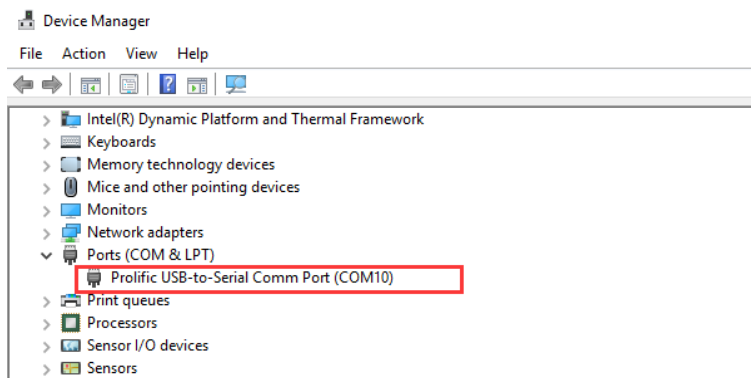 Device Manager
File Action View Help
Intel(R) Dynamic Platform and Thermal Framework
Keyboards
Memory technology devices
Mice and other pointing devices
Monitors
Network adapters
Ports (COM & LPT)
Prolific USB-to-Serial Comm Port (COM10)
Print queues
Processors
Sensor I/O devices
Sensors